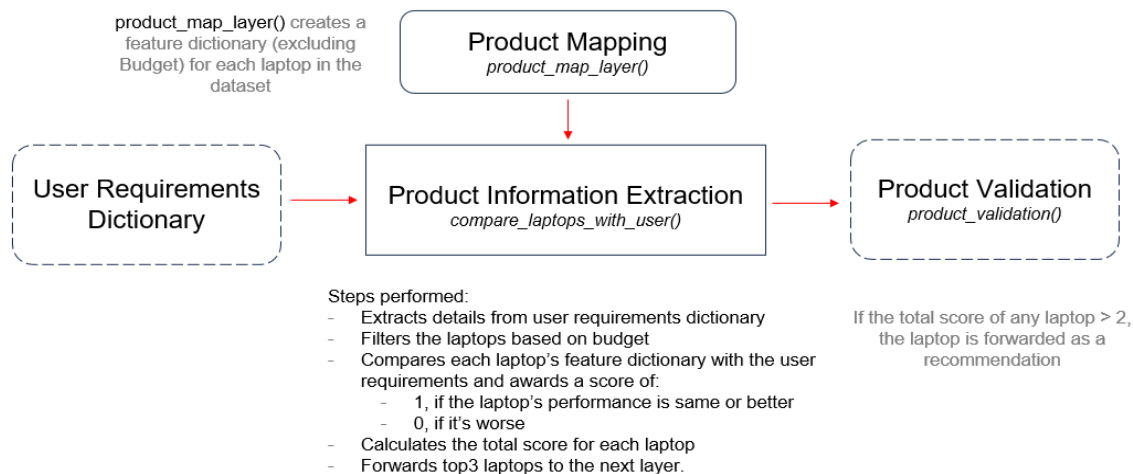 product_map_layer() creates a
feature dictionary (excluding
Budget) for each laptop in the
dataset
Product Mapping
product_map_layer()
User Requirements
Dictionary
Product Information Extraction
compare_laptops_with_user()
Product Validation
product_validation()
Steps performed:
- Extracts details from user requirements dictionary
- Filters the laptops based on budget
- Compares each laptop's feature dictionary with the user
requirements and awards a score of:
- 1, if the laptop's performance is same or better
- 0, if it's worse
- Calculates the total score for each laptop
- Forwards top3 laptops to the next layer.
If the total score of any laptop > 2,
the laptop is forwarded as a
recommendation